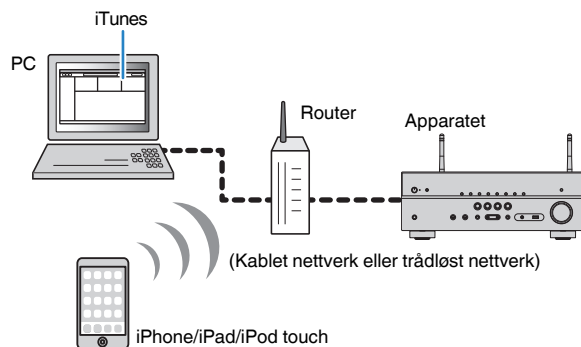 iTunes
PC
Router
Apparatet
(Kablet nettverk eller trådløst nettverk)
iPhone/iPad/iPod touch